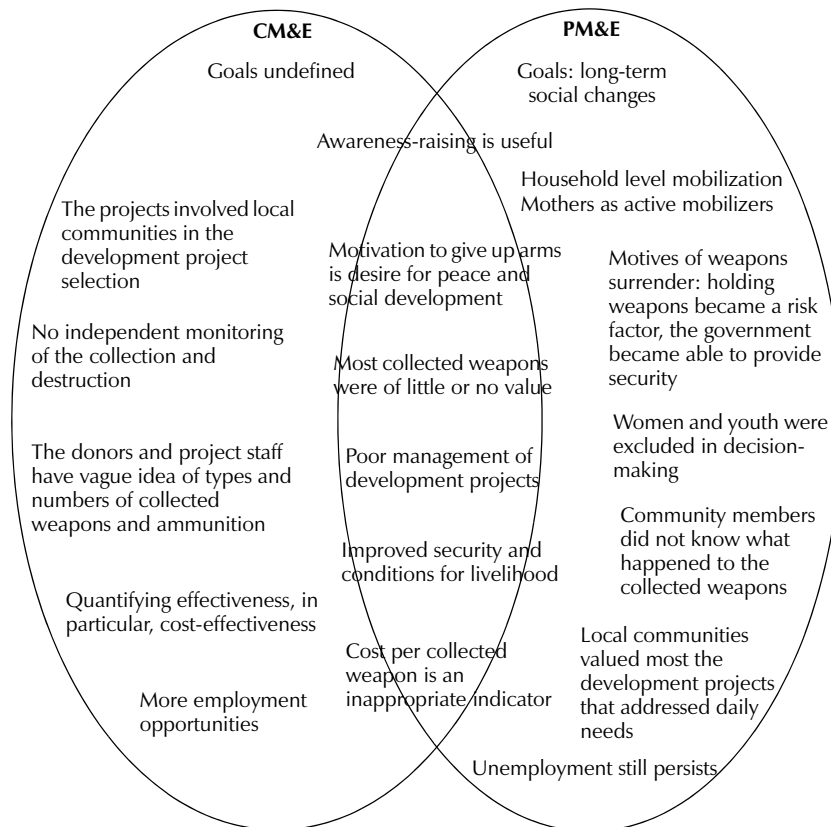 CM&E
Goals undefined
The projects involved local
communities in the
development project
selection
No independent monitoring
of the collection and
destruction
The donors and project staff
have vague idea of types and
numbers of collected
weapons and ammunition
Quantifying effectiveness, in
particular, cost-effectiveness
More employment
opportunities
Awareness-raising is useful
Motivation to give up arms
is desire for peace and
social development
Most collected weapons
were of little or no value
Poor management of
development projects
Improved security and
conditions for livelihood
Cost per collected
weapon is an
inappropriate indicator
PM&E
Goals: long-term
social changes
Household level mobilization
Mothers as active mobilizers
Motives of weapons
surrender: holding
weapons became a risk
factor, the government
became able to provide
security
Women and youth were
excluded in decision-
making
Community members
did not know what
happened to the
collected weapons
Local communities
valued most the
development projects
that addressed daily
needs
Unemployment still persists